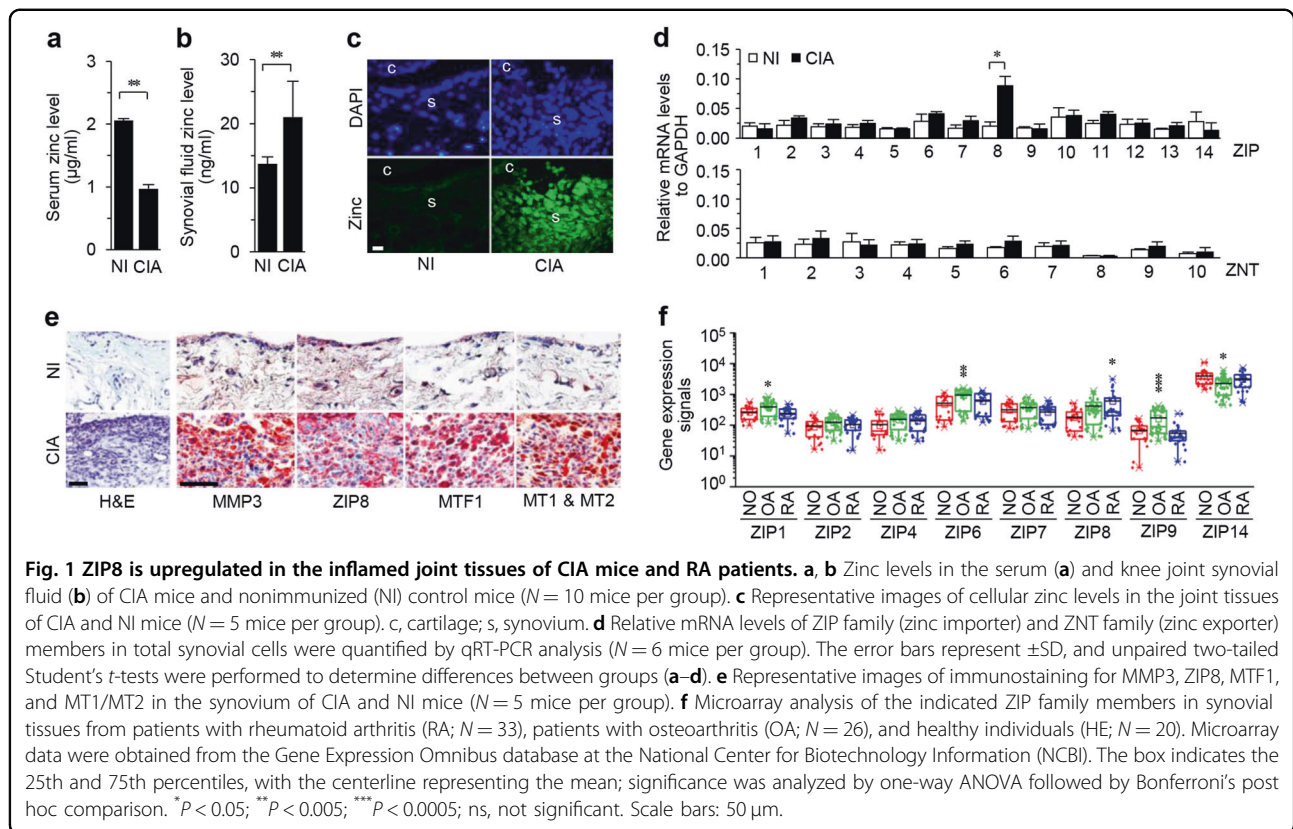 a
b
c
d
**
3
2
1
0
Serum zinc level
(µg/ml)
NI CIA
**
30
20
10
0
Synovial fluid zinc level
(ng/ml)
NI CIA
DAPI
Zinc
c
s
c
s
c
s
c
s
NI
CIA
NI
CIA
*
0.15
0.10
0.05
0.00
1 2 3 4 5 6 7 8 9 10 11 12 13 14 ZIP
Relative mRNA levels
to GAPDH
0.15
0.10
0.05
0.00
1 2 3 4 5 6 7 8 9 10 ZNT
e
NI
CIA
H&E
MMP3
ZIP8
MTF1
MT1 & MT2
f
Gene expression
signals
10⁵
10⁴
10³
10²
10¹
10⁰
*
**
*
***
*
NO OA RA NO OA RA NO OA RA NO OA RA NO OA RA NO OA RA NO OA RA NO OA RA
ZIP1 ZIP2 ZIP4 ZIP6 ZIP7 ZIP8 ZIP9 ZIP14
Fig. 1 ZIP8 is upregulated in the inflamed joint tissues of CIA mice and RA patients. a, b Zinc levels in the serum (a) and knee joint synovial
fluid (b) of CIA mice and nonimmunized (NI) control mice (N = 10 mice per group). c Representative images of cellular zinc levels in the joint tissues
of CIA and NI mice (N = 5 mice per group). c, cartilage; s, synovium. d Relative mRNA levels of ZIP family (zinc importer) and ZNT family (zinc exporter)
members in total synovial cells were quantified by qRT-PCR analysis (N = 6 mice per group). The error bars represent ±SD, and unpaired two-tailed
Student's t-tests were performed to determine differences between groups (a–d). e Representative images of immunostaining for MMP3, ZIP8, MTF1,
and MT1/MT2 in the synovium of CIA and NI mice (N = 5 mice per group). f Microarray analysis of the indicated ZIP family members in synovial
tissues from patients with rheumatoid arthritis (RA; N = 33), patients with osteoarthritis (OA; N = 26), and healthy individuals (HE; N = 20). Microarray
data were obtained from the Gene Expression Omnibus database at the National Center for Biotechnology Information (NCBI). The box indicates the
25th and 75th percentiles, with the centerline representing the mean; significance was analyzed by one-way ANOVA followed by Bonferroni's post
hoc comparison. *P < 0.05; **P < 0.005; ***P < 0.0005; ns, not significant. Scale bars: 50 µm.